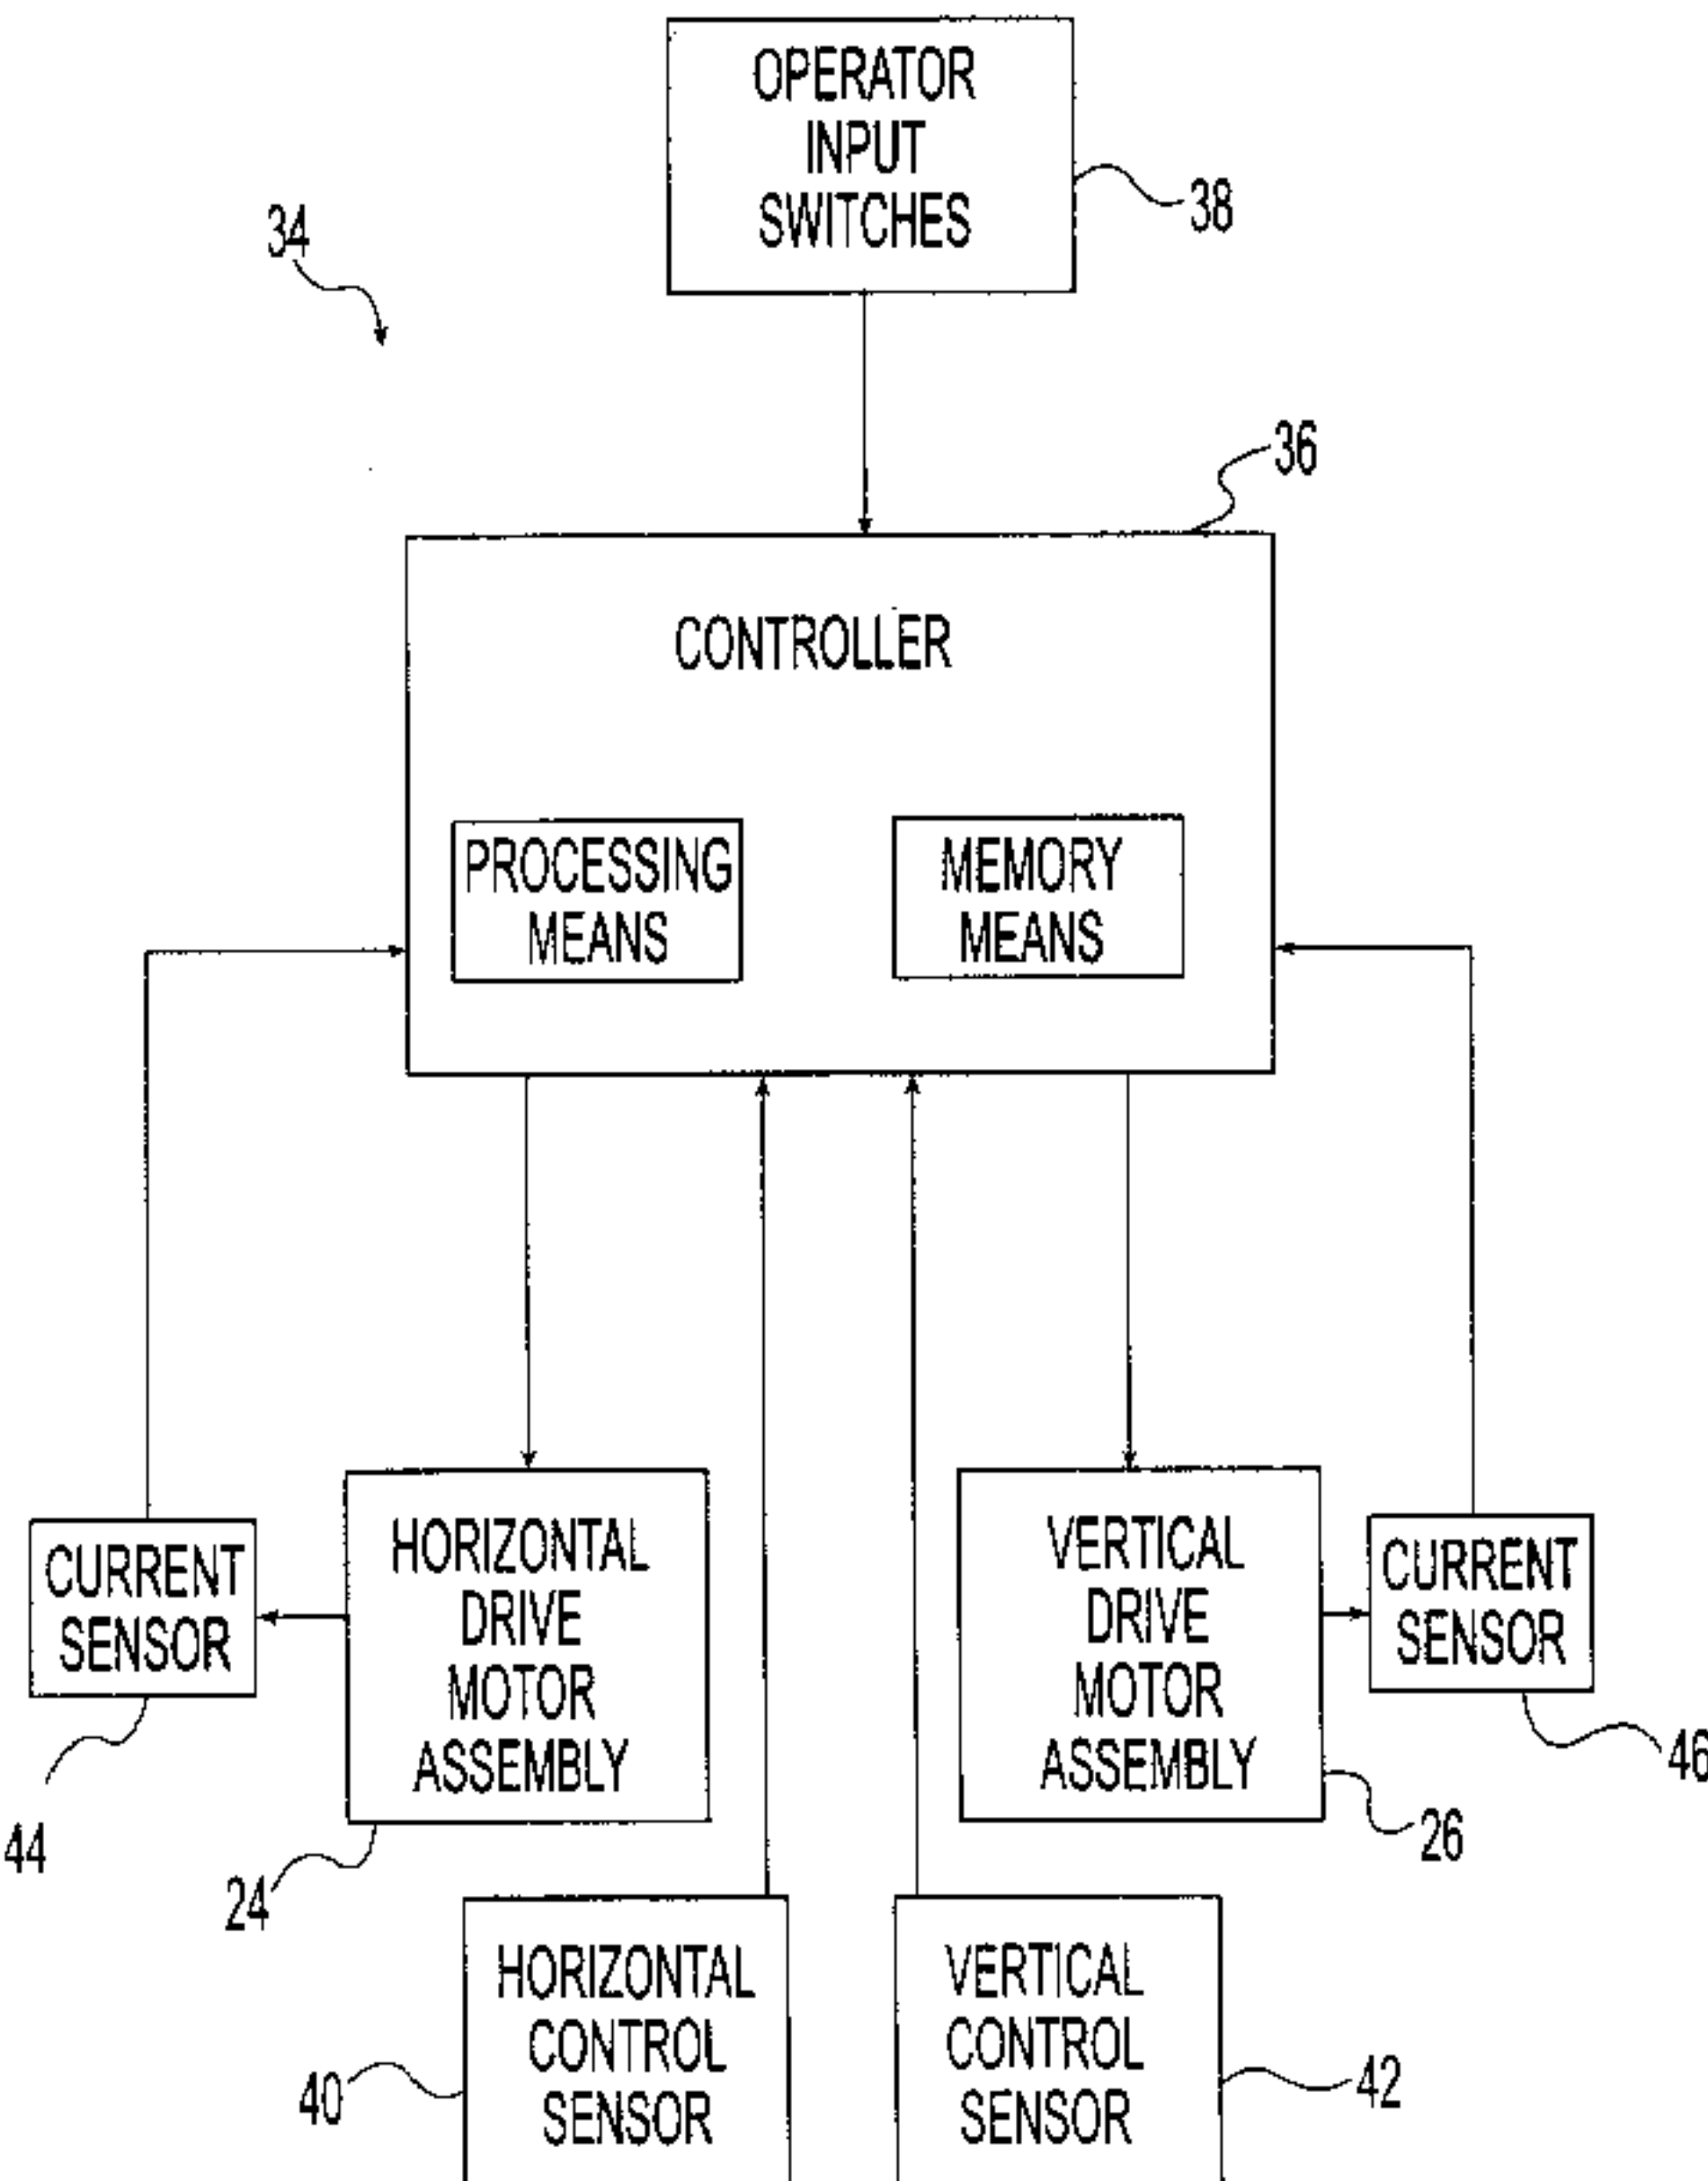 OPERATOR
INPUT
SWITCHES
38
34
36
CONTROLLER
PROCESSING
MEANS
MEMORY
MEANS
CURRENT
SENSOR
HORIZONTAL
DRIVE
MOTOR
ASSEMBLY
VERTICAL
DRIVE
MOTOR
ASSEMBLY
CURRENT
SENSOR
44
24
26
46
HORIZONTAL
CONTROL
SENSOR
40
VERTICAL
CONTROL
SENSOR
42